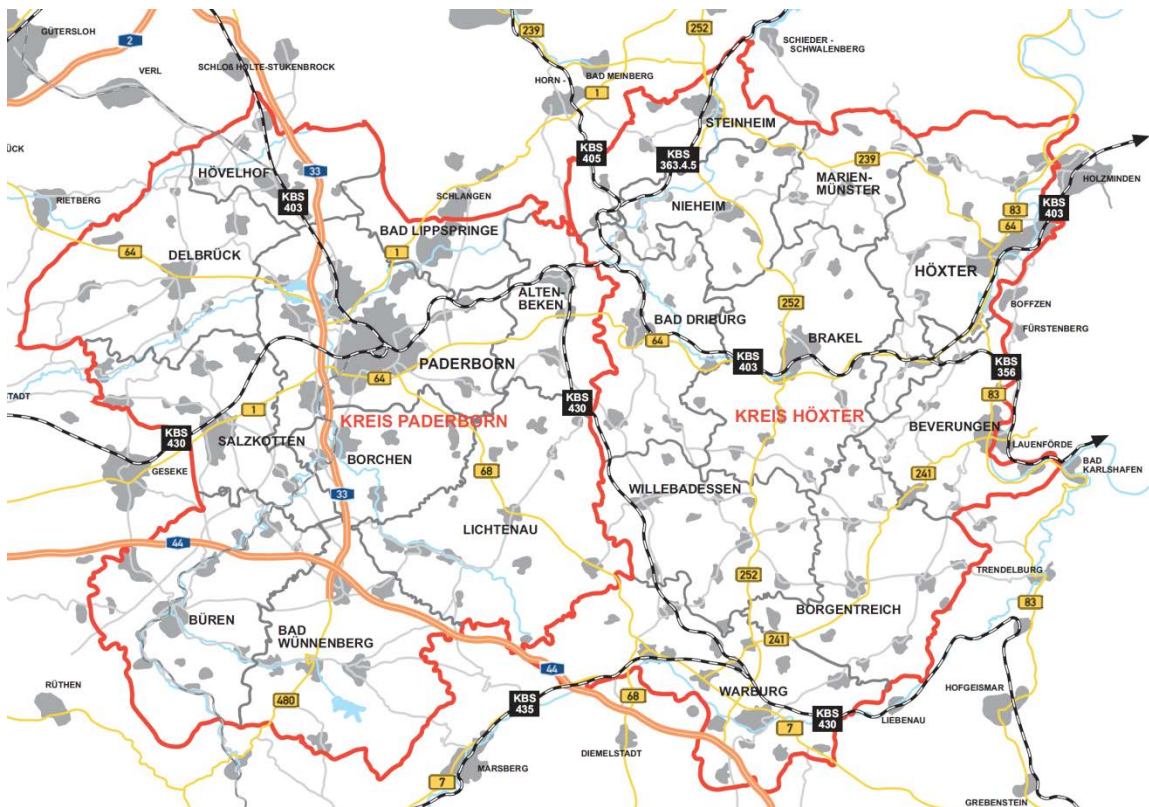 GÜTERSLOH
2
VERL
SCHLOß HOLTE-STUKENBROCK
239
252
SCHIEDER -
SCHWALENBERG
HORN -
BAD MEINBERG
1
ÜCK
33
HÖVELHOF
KBS
403
RIETBERG
SCHLANGEN
BAD LIPPSPRINGE
64
DELBRÜCK
1
KBS
405
KBS
363.4.5
STEINHEIM
239
MARIEN-
MÜNSTER
NIEHEIM
HOLZMINDEN
KBS
403
83
64
HÖXTER
ALTEN-
BEKEN
252
BOFFZEN
BAD DRIBURG
FÜRSTENBERG
64
BRAKEL
PADERBORN
64
KBS
403
KBS
356
STADT
1
KREIS PADERBORN
KBS
430
KREIS HÖXTER
83
BEVERUNGEN
KBS
430
SALZKOTTEN
GESEKE
BORCHEN
LAUENFÖRDE
BAD
KARLSHAFEN
68
241
33
WILLEBADESSEN
LICHTENAU
44
TRENDELBURG
252
83
BORGENTREICH
BÜREN
BAD
WÜNNENBERG
241
44
RÜTHEN
480
KBS
435
68
WARBURG
HOFGEISMAR
KBS
430
LIEBENAU
7
DIEMELSTADT
MARSBERG
7
GREBENSTEIN